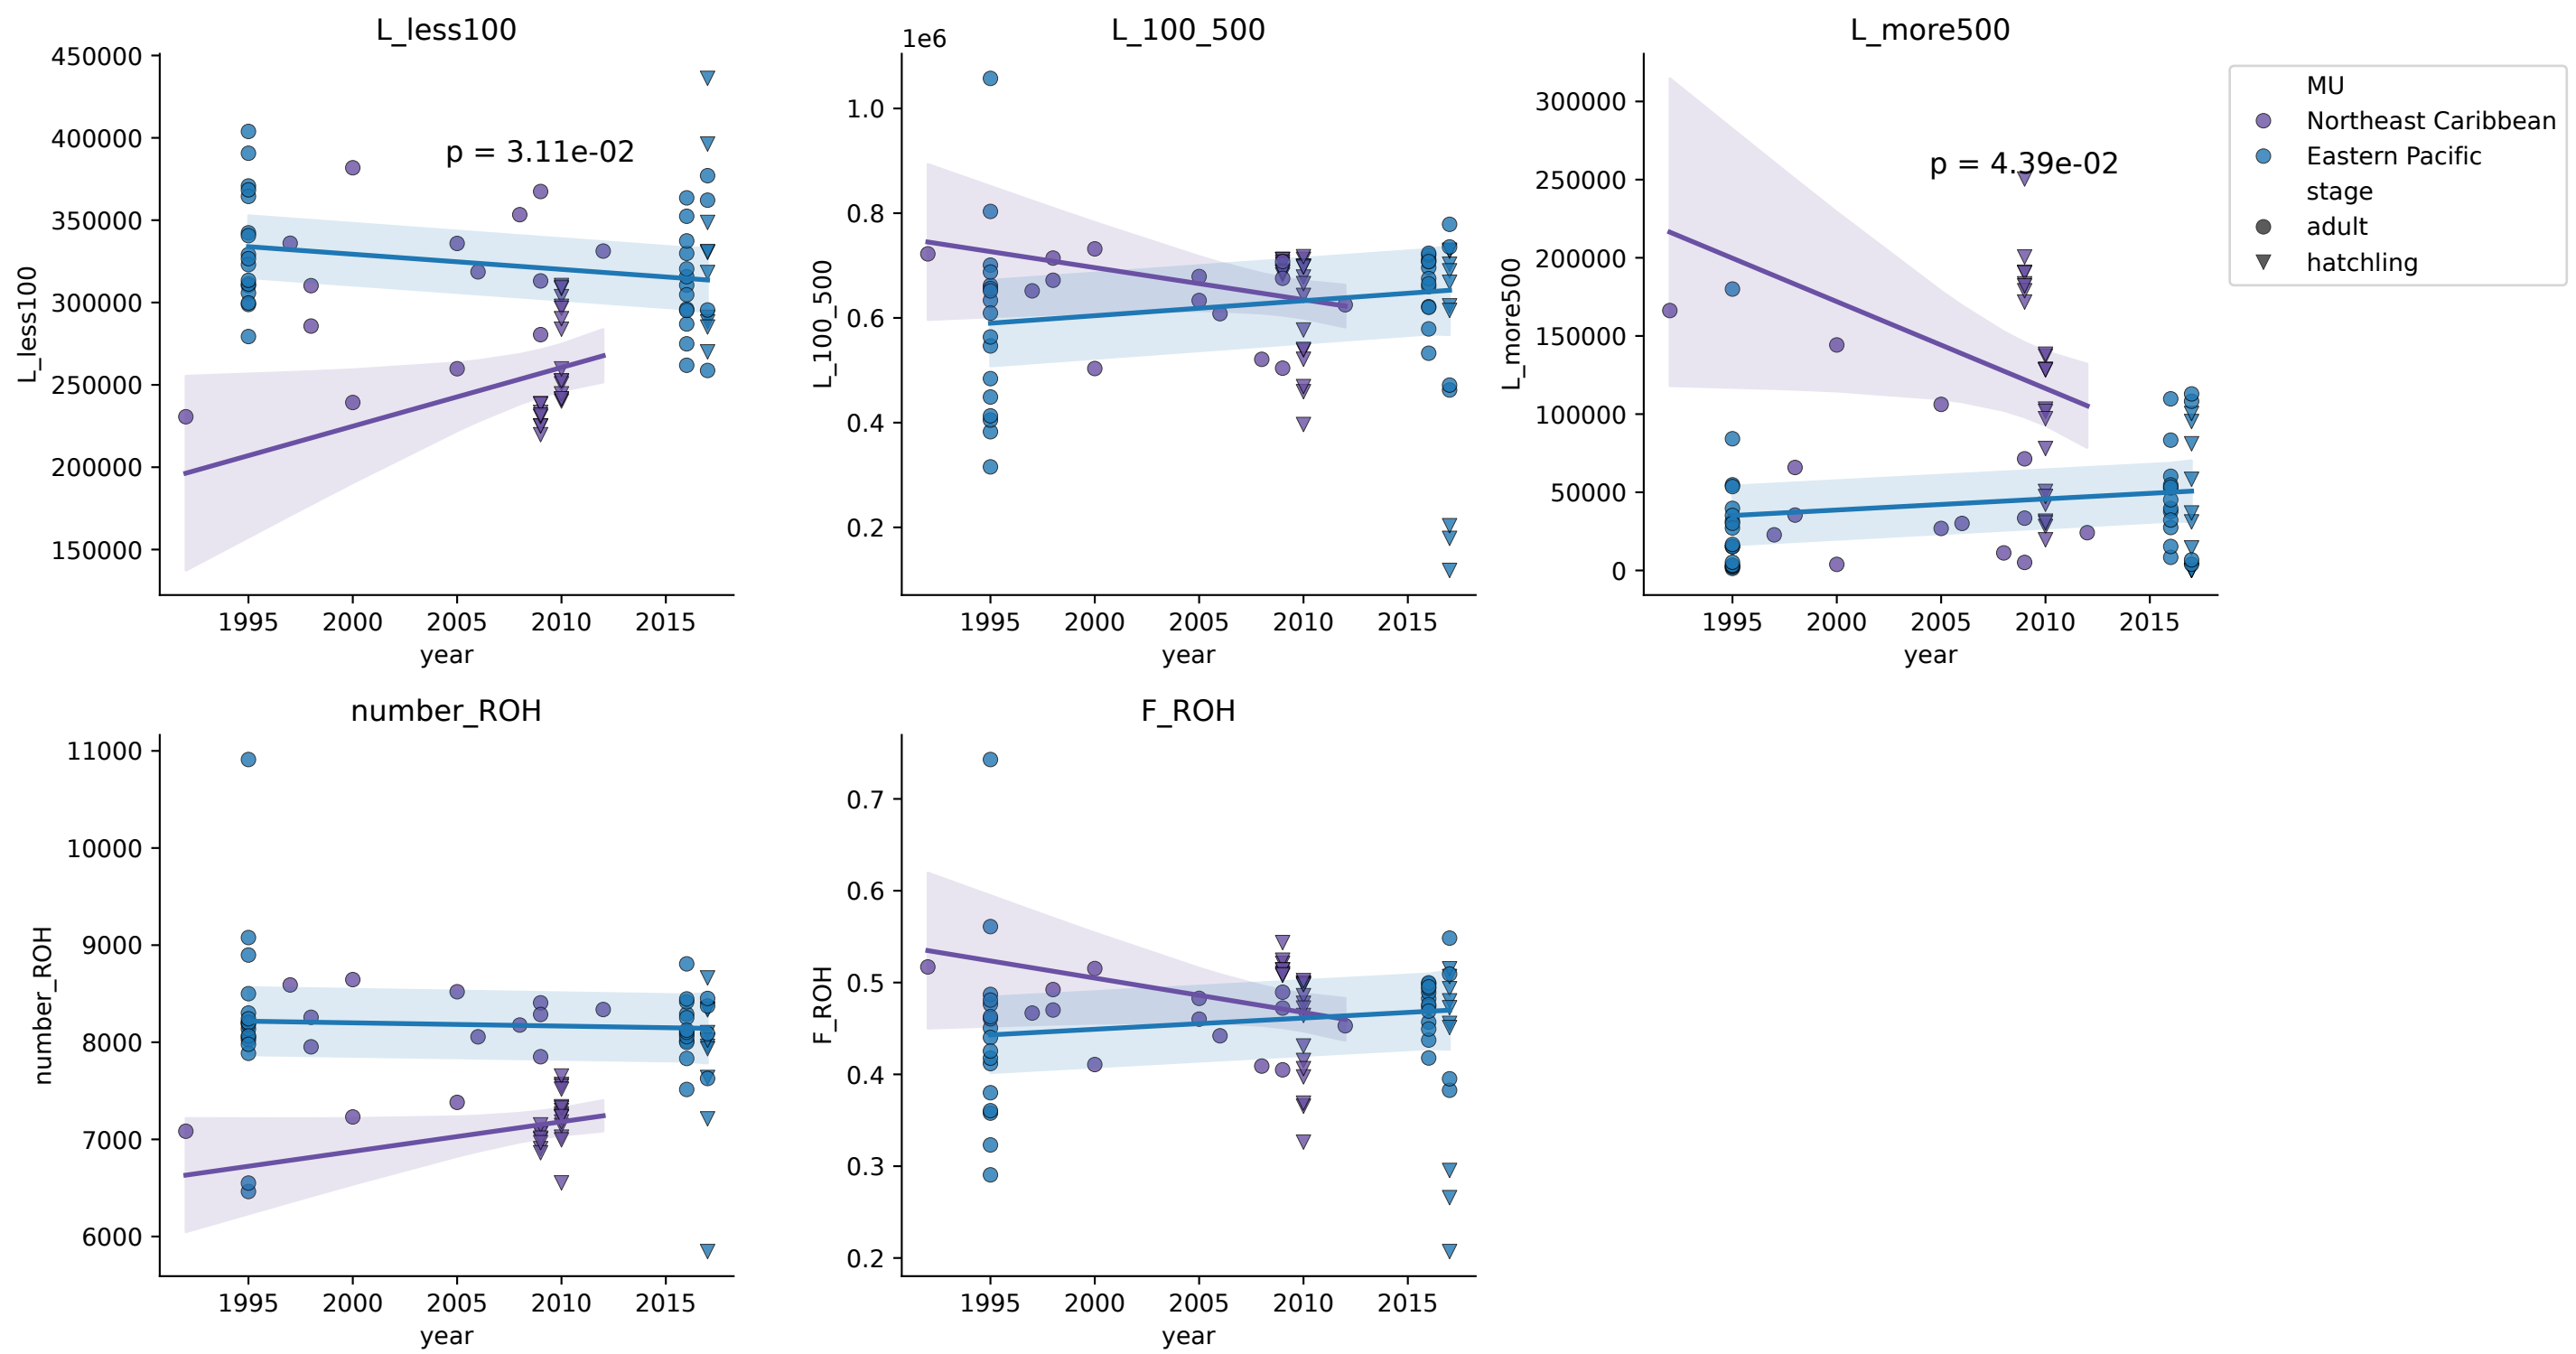 L_less100
450000
400000
350000
300000
250000
200000
150000
L_less100
p = 3.11e-02
1995 2000 2005 2010 2015
year
L_100_500
1e6
1.0
0.8
0.6
0.4
0.2
L_100_500
1995 2000 2005 2010 2015
year
L_more500
300000
250000
200000
150000
100000
50000
0
L_more500
p = 4.39e-02
1995 2000 2005 2010 2015
year
MU
Northeast Caribbean
Eastern Pacific
stage
adult
hatchling
number_ROH
11000
10000
9000
8000
7000
6000
number_ROH
1995 2000 2005 2010 2015
year
F_ROH
0.7
0.6
0.5
0.4
0.3
0.2
F_ROH
1995 2000 2005 2010 2015
year